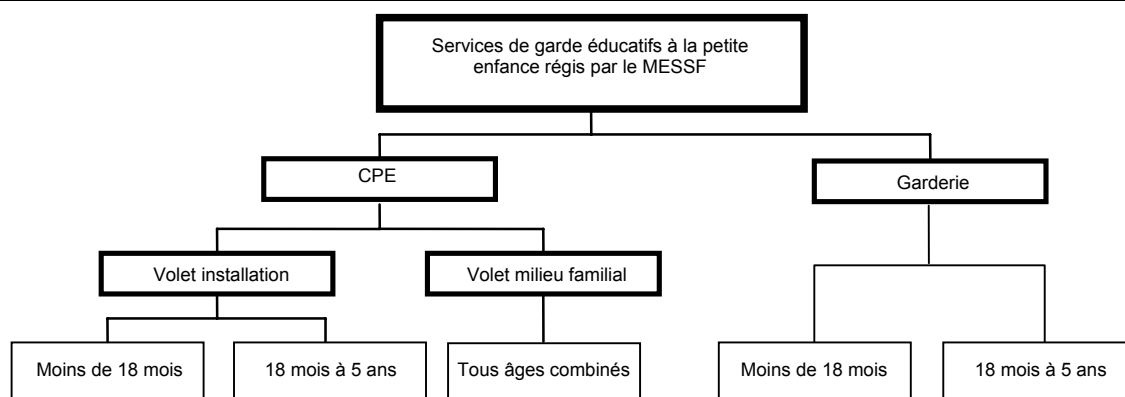 Services de garde éducatifs à la petite
enfance régis par le MESSF
CPE
Garderie
Volet installation
Volet milieu familial
Moins de 18 mois
18 mois à 5 ans
Tous âges combinés
Moins de 18 mois
18 mois à 5 ans